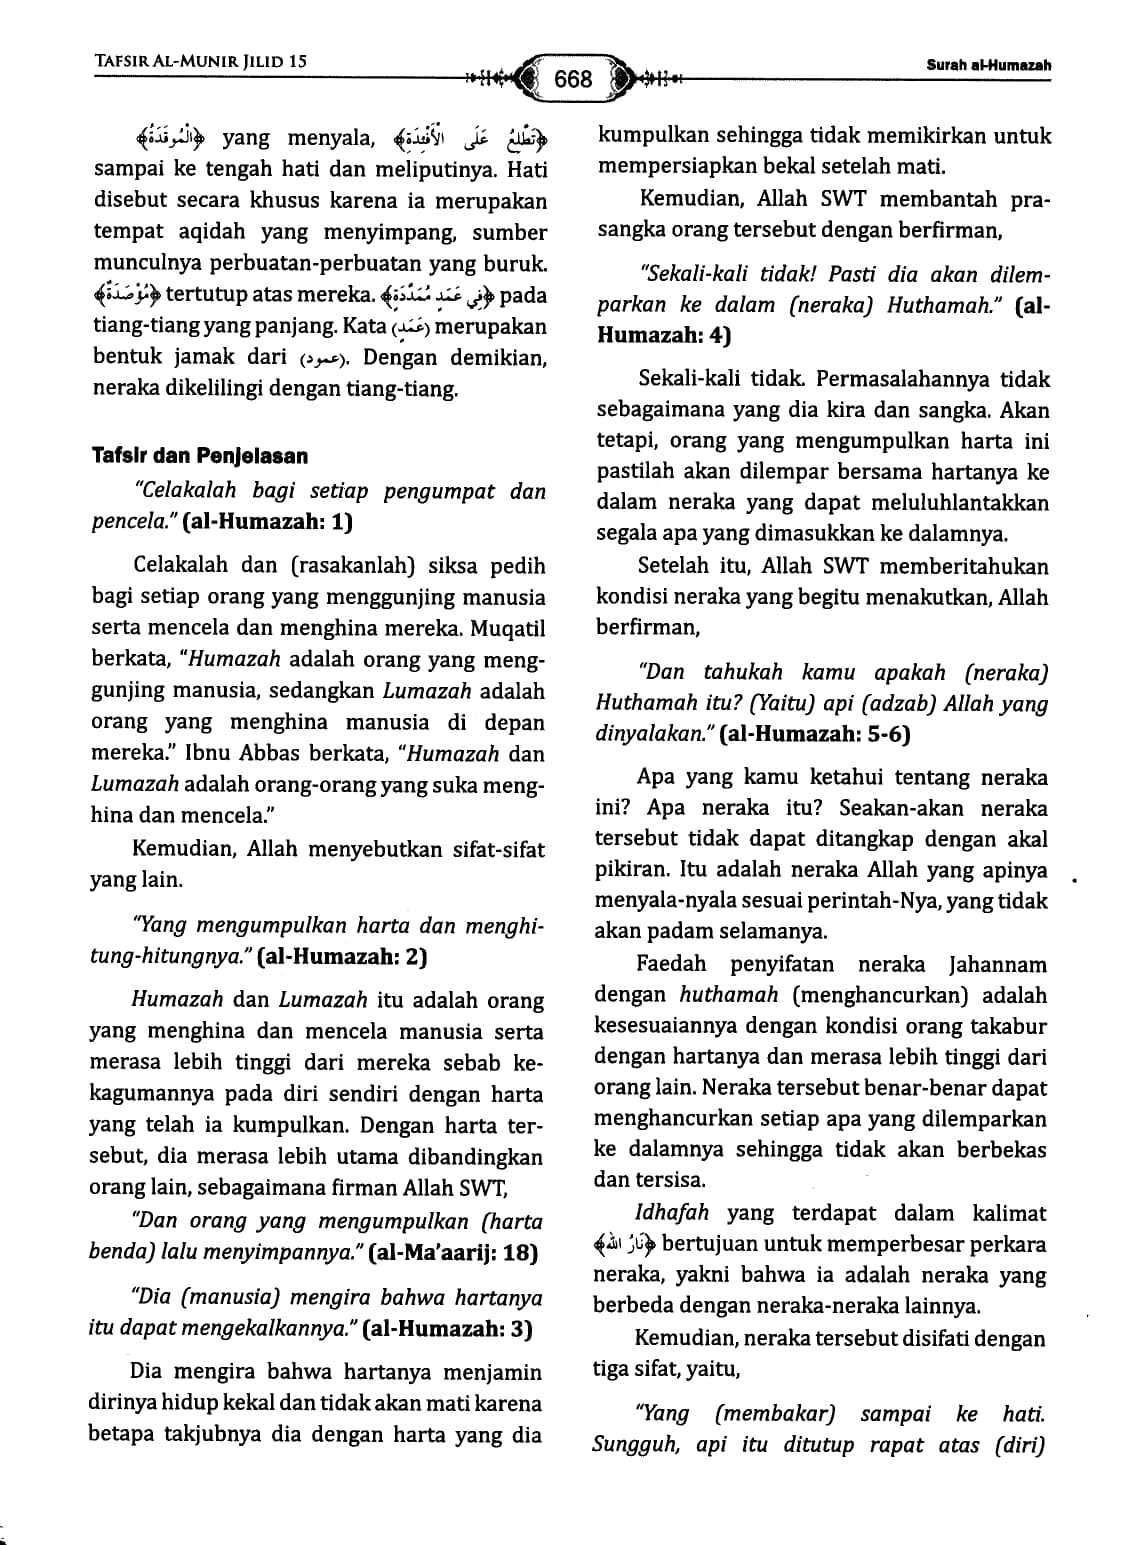 TAFSIR AL-MUNIR JILID 15
668
Surah al-Humazah
﴿الْمُوقَدَةُ﴾ yang menyala, ﴿تَطَّلِعُ عَلَى الْأَفْئِدَةِ﴾
sampai ke tengah hati dan meliputinya. Hati
disebut secara khusus karena ia merupakan
tempat aqidah yang menyimpang, sumber
munculnya perbuatan-perbuatan yang buruk.
﴿مُؤْصَدَةٌ﴾ tertutup atas mereka. ﴿فِي عَمَدٍ مُمَدَّدَةٍ﴾ pada
tiang-tiang yang panjang. Kata (عَمَدٍ) merupakan
bentuk jamak dari (عمود). Dengan demikian,
neraka dikelilingi dengan tiang-tiang.
Tafsir dan Penjelasan
“Celakalah bagi setiap pengumpat dan
pencela.” (al-Humazah: 1)
Celakalah dan (rasakanlah) siksa pedih
bagi setiap orang yang menggunjing manusia
serta mencela dan menghina mereka. Muqatil
berkata, “Humazah adalah orang yang meng-
gunjing manusia, sedangkan Lumazah adalah
orang yang menghina manusia di depan
mereka.” Ibnu Abbas berkata, “Humazah dan
Lumazah adalah orang-orang yang suka meng-
hina dan mencela.”
Kemudian, Allah menyebutkan sifat-sifat
yang lain.
“Yang mengumpulkan harta dan menghi-
tung-hitungnya.” (al-Humazah: 2)
Humazah dan Lumazah itu adalah orang
yang menghina dan mencela manusia serta
merasa lebih tinggi dari mereka sebab ke-
kagumannya pada diri sendiri dengan harta
yang telah ia kumpulkan. Dengan harta ter-
sebut, dia merasa lebih utama dibandingkan
orang lain, sebagaimana firman Allah SWT,
“Dan orang yang mengumpulkan (harta
benda) lalu menyimpannya.” (al-Ma’aarij: 18)
“Dia (manusia) mengira bahwa hartanya
itu dapat mengekalkannya.” (al-Humazah: 3)
Dia mengira bahwa hartanya menjamin
dirinya hidup kekal dan tidak akan mati karena
betapa takjubnya dia dengan harta yang dia
kumpulkan sehingga tidak memikirkan untuk
mempersiapkan bekal setelah mati.
Kemudian, Allah SWT membantah pra-
sangka orang tersebut dengan berfirman,
“Sekali-kali tidak! Pasti dia akan dilem-
parkan ke dalam (neraka) Huthamah.” (al-
Humazah: 4)
Sekali-kali tidak. Permasalahannya tidak
sebagaimana yang dia kira dan sangka. Akan
tetapi, orang yang mengumpulkan harta ini
pastilah akan dilempar bersama hartanya ke
dalam neraka yang dapat meluluhlantakkan
segala apa yang dimasukkan ke dalamnya.
Setelah itu, Allah SWT memberitahukan
kondisi neraka yang begitu menakutkan, Allah
berfirman,
“Dan tahukah kamu apakah (neraka)
Huthamah itu? (Yaitu) api (adzab) Allah yang
dinyalakan.” (al-Humazah: 5-6)
Apa yang kamu ketahui tentang neraka
ini? Apa neraka itu? Seakan-akan neraka
tersebut tidak dapat ditangkap dengan akal
pikiran. Itu adalah neraka Allah yang apinya
menyala-nyala sesuai perintah-Nya, yang tidak
akan padam selamanya.
Faedah penyifatan neraka Jahannam
dengan huthamah (menghancurkan) adalah
kesesuaiannya dengan kondisi orang takabur
dengan hartanya dan merasa lebih tinggi dari
orang lain. Neraka tersebut benar-benar dapat
menghancurkan setiap apa yang dilemparkan
ke dalamnya sehingga tidak akan berbekas
dan tersisa.
Idhafah yang terdapat dalam kalimat
﴿نَارُ اللهِ﴾ bertujuan untuk memperbesar perkara
neraka, yakni bahwa ia adalah neraka yang
berbeda dengan neraka-neraka lainnya.
Kemudian, neraka tersebut disifati dengan
tiga sifat, yaitu,
“Yang (membakar) sampai ke hati.
Sungguh, api itu ditutup rapat atas (diri)